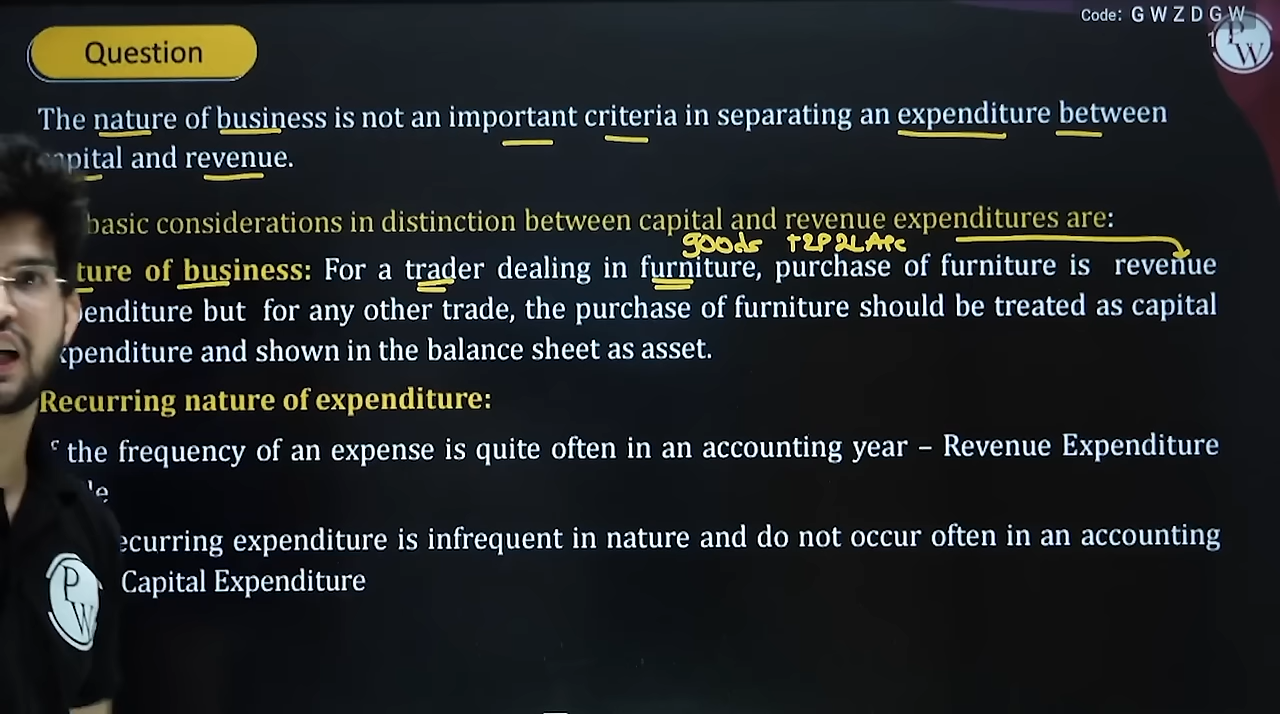 Code: G W Z D G W
1
PW
Question
The nature of business is not an important criteria in separating an expenditure between
capital and revenue.
basic considerations in distinction between capital and revenue expenditures are:
goods
ture of business: For a trader dealing in furniture, purchase of furniture is revenue
penditure but for any other trade, the purchase of furniture should be treated as capital
xpenditure and shown in the balance sheet as asset.
Recurring nature of expenditure:
the frequency of an expense is quite often in an accounting year – Revenue Expenditure
le
ecurring expenditure is infrequent in nature and do not occur often in an accounting
Capital Expenditure
PW